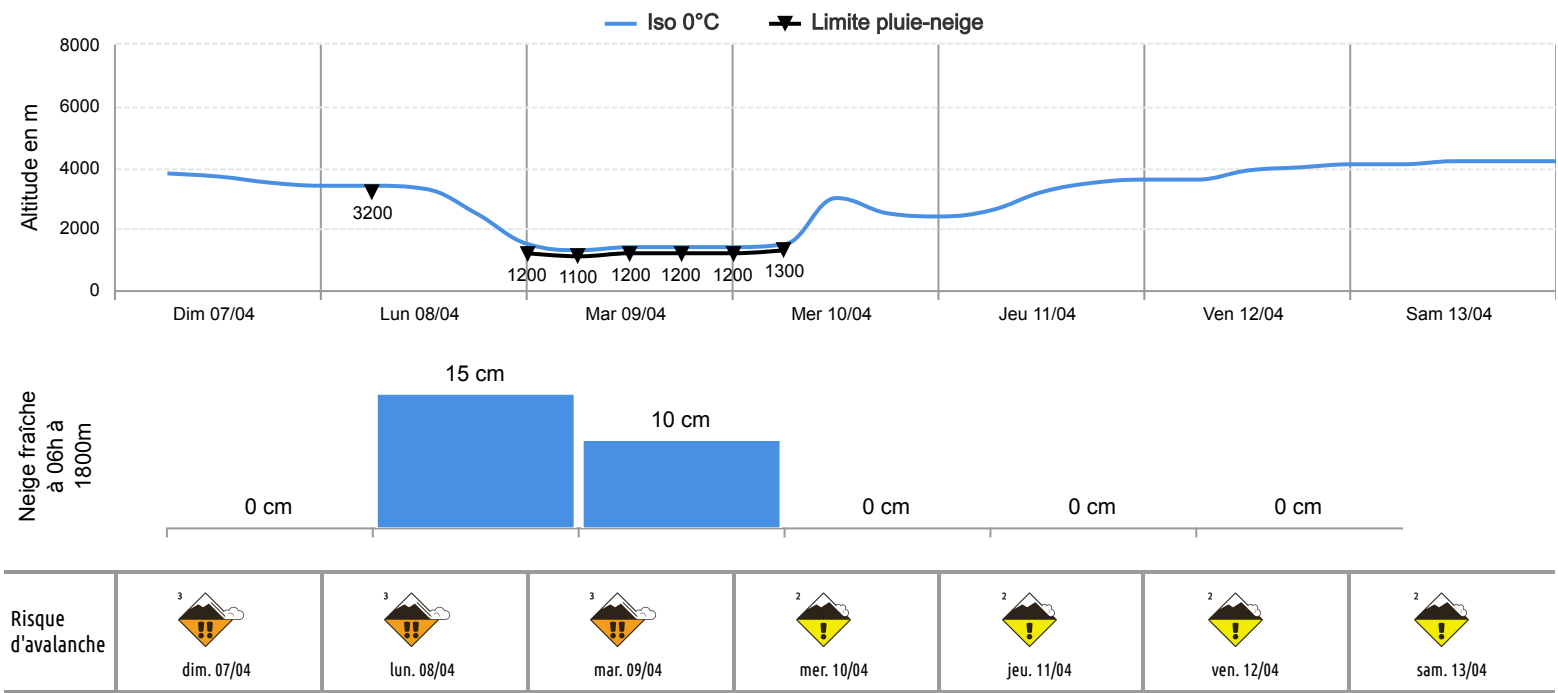 Iso 0°C Limite pluie-neige
8000
6000
4000
2000
0
Altitude en m
3200
1200 1100 1200 1200 1200 1300
Dim 07/04 Lun 08/04 Mar 09/04 Mer 10/04 Jeu 11/04 Ven 12/04 Sam 13/04
Neige fraîche
à 06h à
1800m
0 cm 15 cm 10 cm 0 cm 0 cm 0 cm
Risque
d'avalanche
3 3 3 2 2 2 2
!! !! !! ! ! ! !
dim. 07/04 lun. 08/04 mar. 09/04 mer. 10/04 jeu. 11/04 ven. 12/04 sam. 13/04